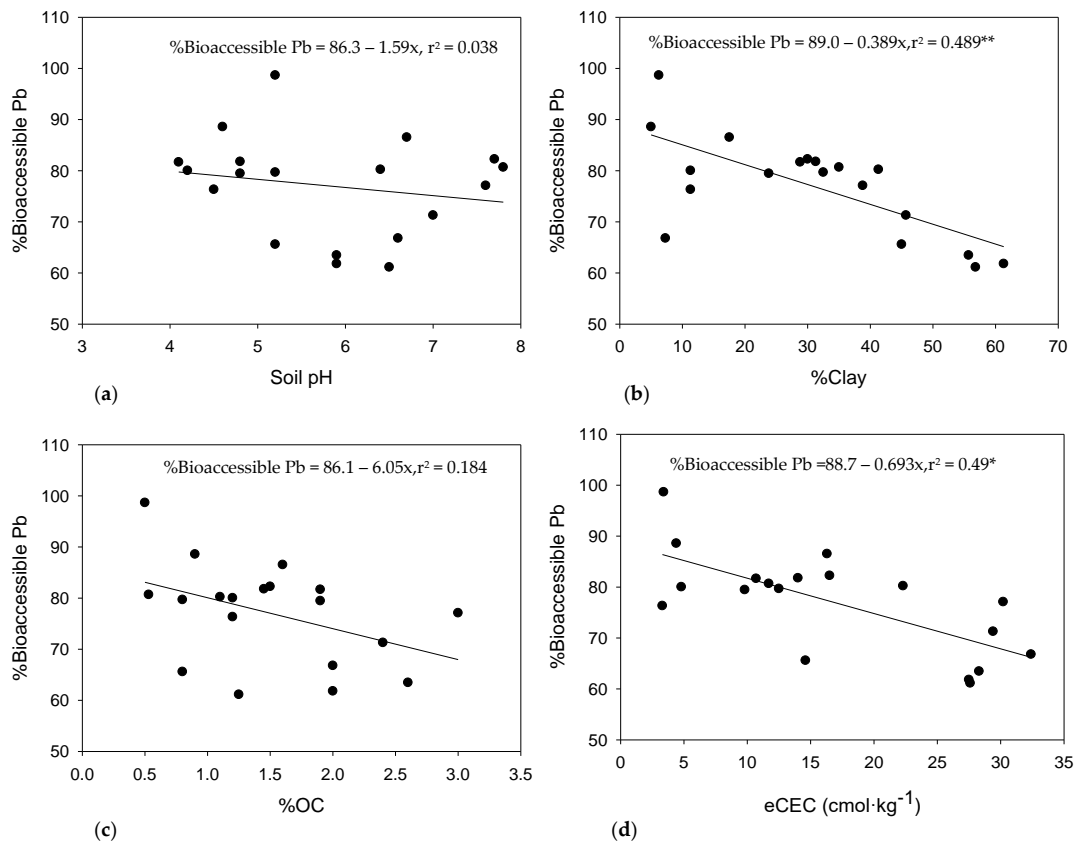 %Bioaccessible Pb = 86.3 – 1.59x, r² = 0.038
110
100
90
80
70
60
50
%Bioaccessible Pb
3 4 5 6 7 8
Soil pH
(a)
%Bioaccessible Pb = 89.0 – 0.389x,r² = 0.489**
110
100
90
80
70
60
50
%Bioaccessible Pb
0 10 20 30 40 50 60 70
%Clay
(b)
%Bioaccessible Pb = 86.1 – 6.05x,r² = 0.184
110
100
90
80
70
60
50
%Bioaccessible Pb
0.0 0.5 1.0 1.5 2.0 2.5 3.0 3.5
%OC
(c)
%Bioaccessible Pb =88.7 – 0.693x,r² = 0.49*
110
100
90
80
70
60
50
%Bioaccessible Pb
0 5 10 15 20 25 30 35
eCEC (cmol·kg⁻¹)
(d)